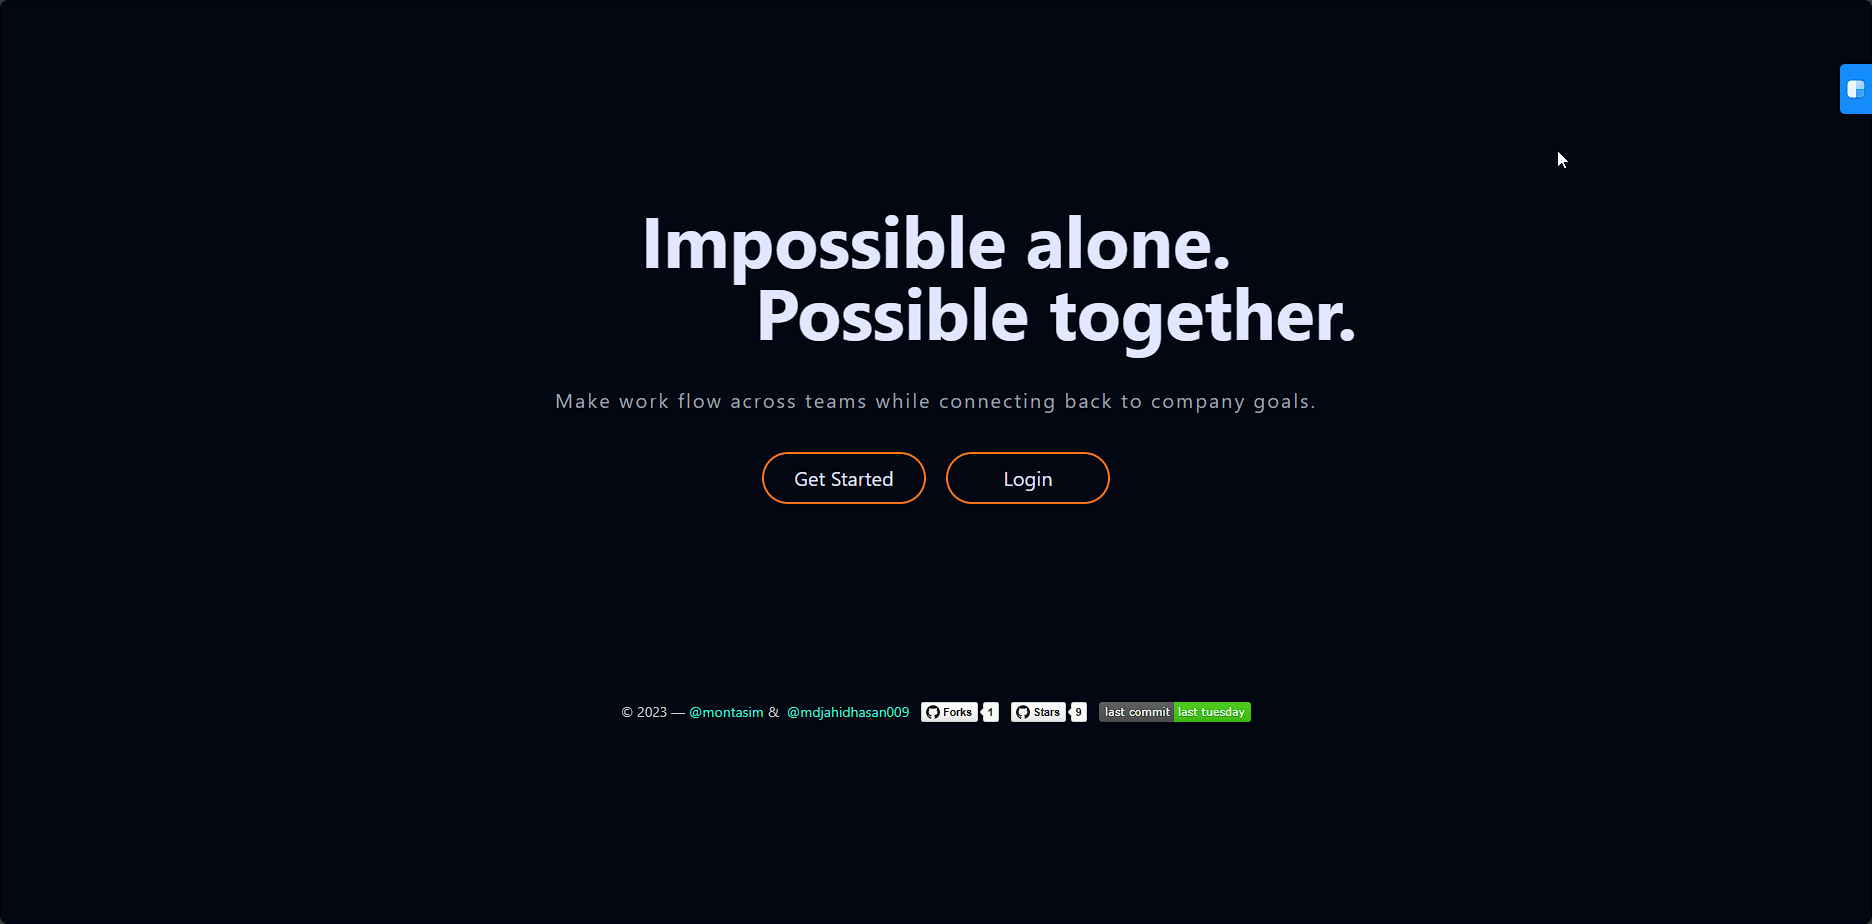 Impossible alone.
Possible together.
Make work flow across teams while connecting back to company goals.
Get Started Login
© 2023 — @montasim & @mdjahidhasan009 Forks 1 Stars 9 last commit last tuesday